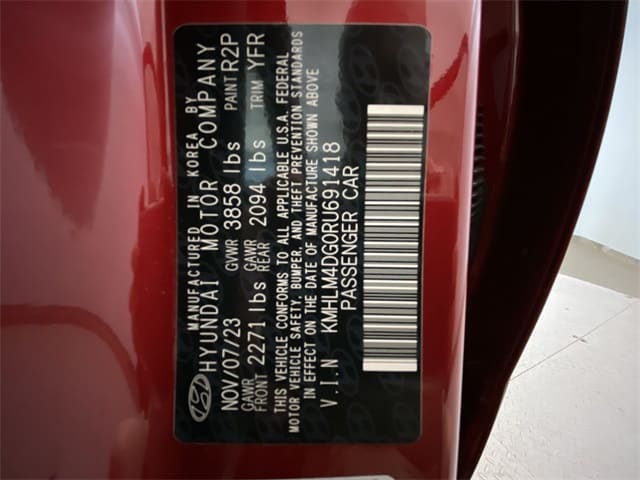 MANUFACTURED IN KOREA BY
HYUNDAI MOTOR COMPANY
NOV/07/23 GVWR 3858 lbs PAINT R2P
GAWR FRONT 2271 lbs GAWR REAR 2094 lbs TRIM YFR
THIS VEHICLE CONFORMS TO ALL APPLICABLE U.S.A. FEDERAL
MOTOR VEHICLE SAFETY, BUMPER, AND THEFT PREVENTION STANDARDS
IN EFFECT ON THE DATE OF MANUFACTURE SHOWN ABOVE
V.I.N KMHLM4DG0RU691418
PASSENGER CAR